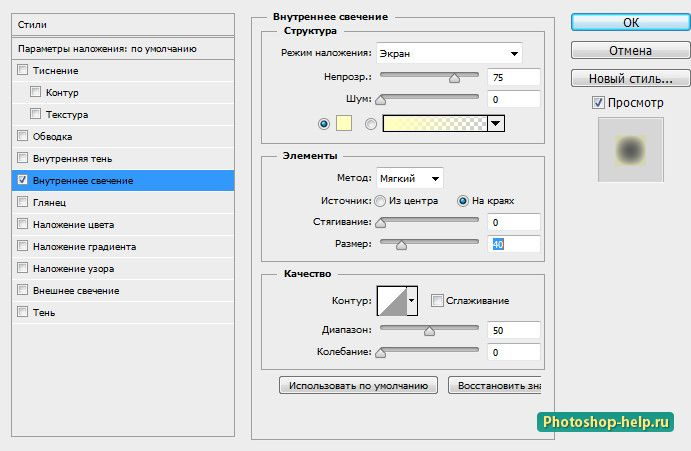 Стили
Параметры наложения: по умолчанию
Тиснение
Контур
Текстура
Обводка
Внутренняя тень
Внутреннее свечение
Глянец
Наложение цвета
Наложение градиента
Наложение узора
Внешнее свечение
Тень
Внутреннее свечение
Структура
Режим наложения: Экран
Непрозр.: 75
Шум: 0
Элементы
Метод: Мягкий
Источник: Из центра На краях
Стягивание: 0
Размер: 40
Качество
Контур: Сглаживание
Диапазон: 50
Колебание: 0
Использовать по умолчанию Восстановить зна
ОК
Отмена
Новый стиль...
Просмотр
Photoshop-help.ru